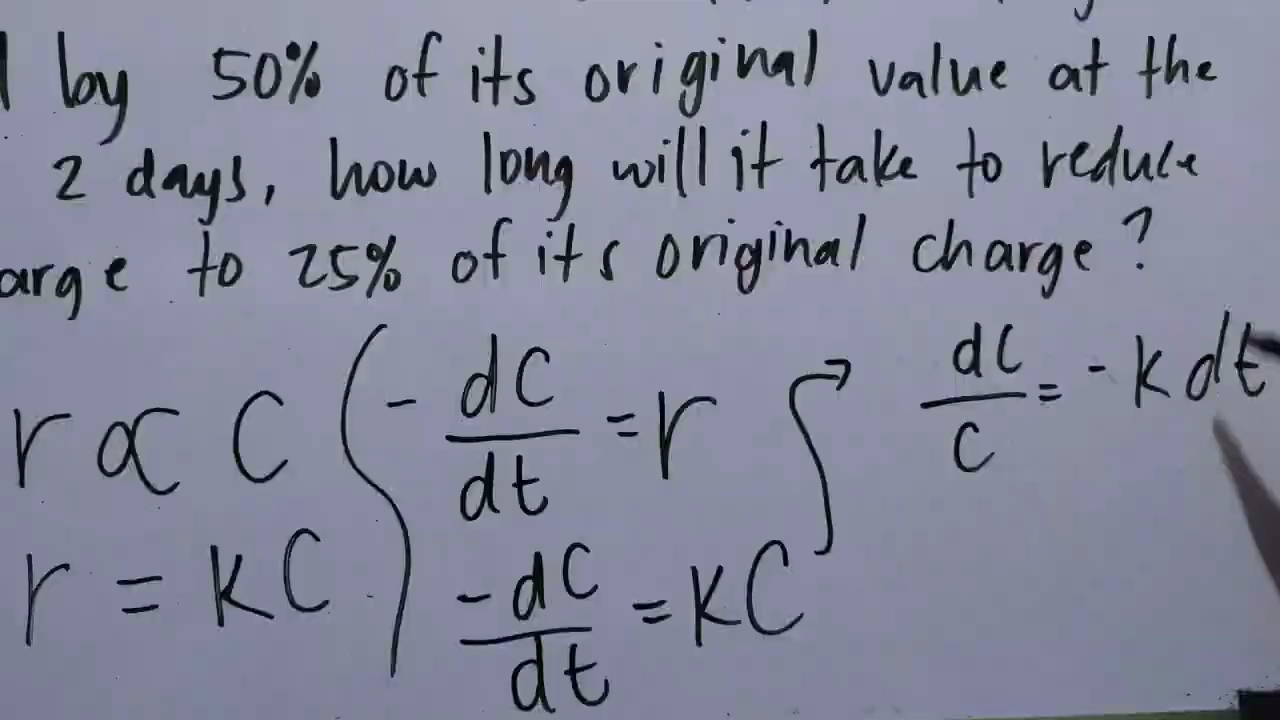 by 50% of its original value at the
2 days, how long will it take to reduce
arge to 25% of its original charge?
r ∝ C
-dC/dt = r
dC/C = -k dt
r = kC
-dC/dt = kC